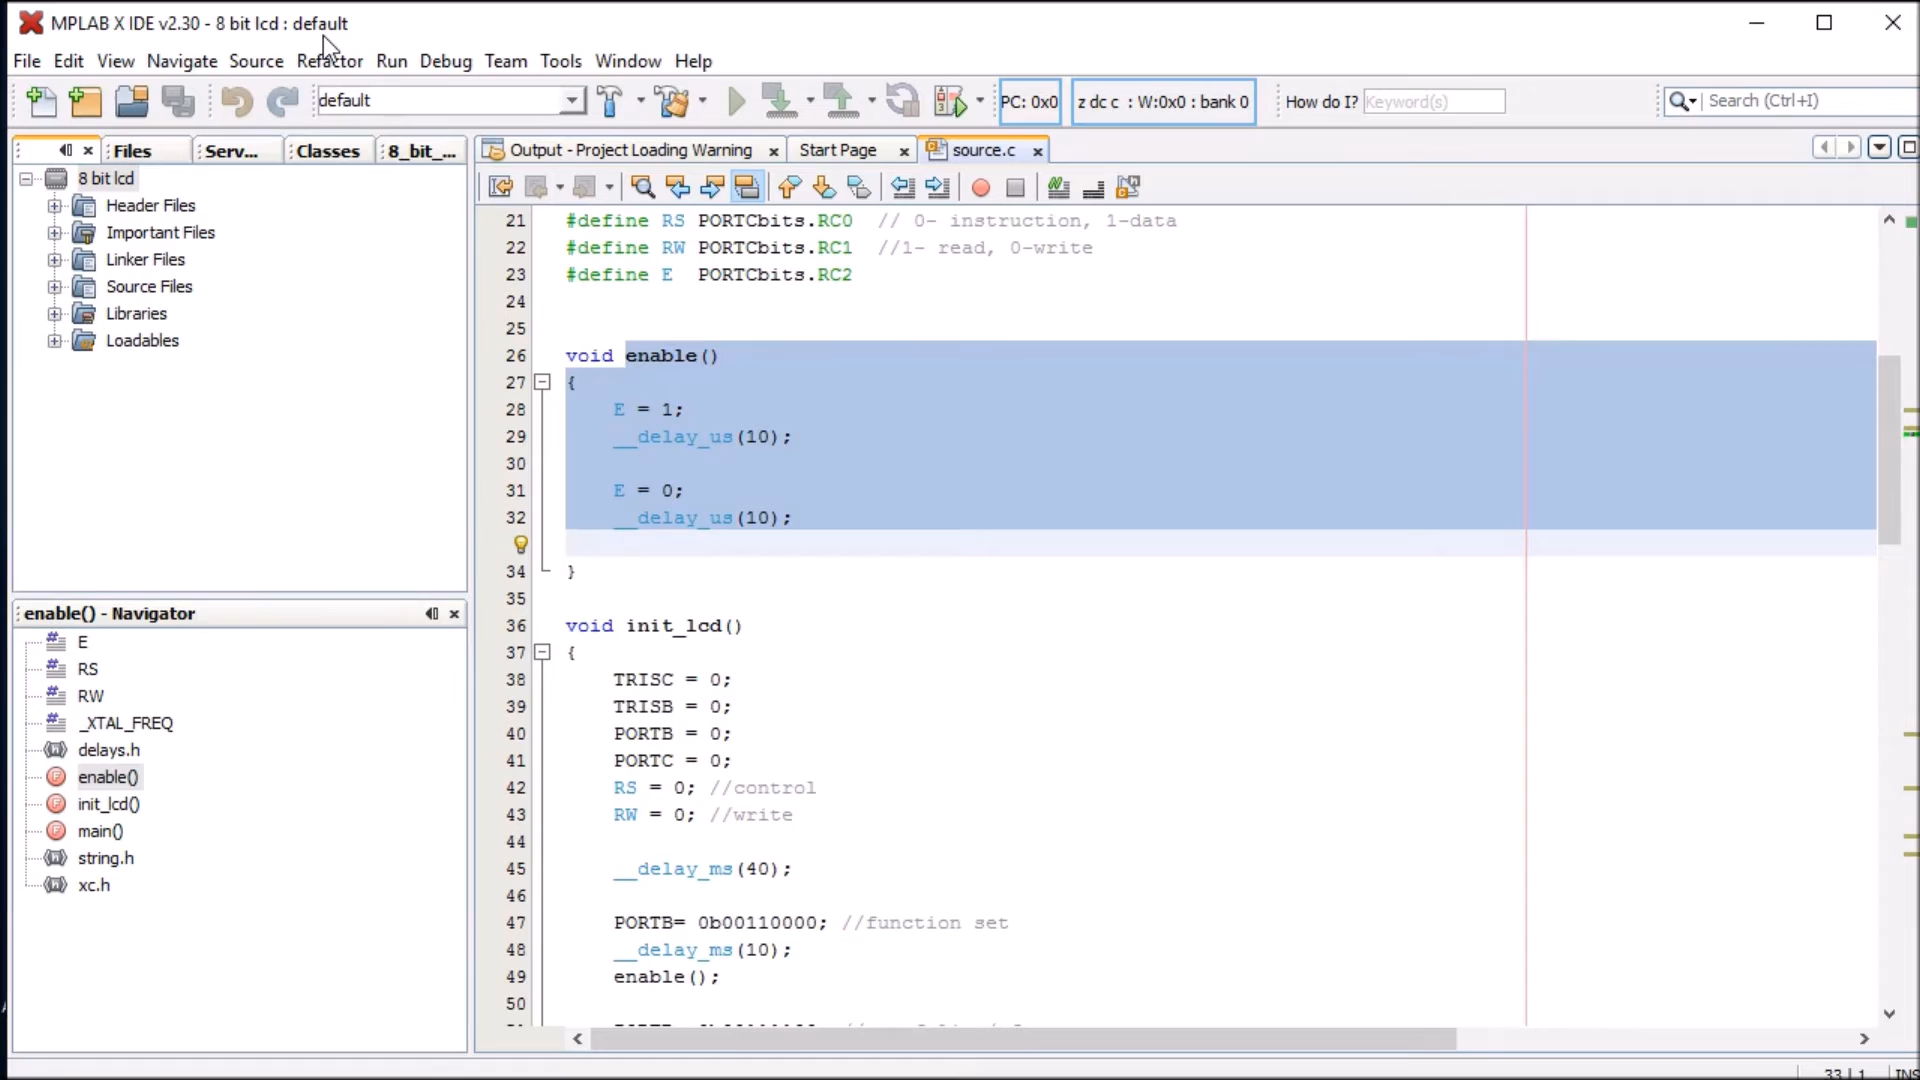 MPLAB X IDE v2.30 - 8 bit lcd : default
File Edit View Navigate Source Refactor Run Debug Team Tools Window Help
default PC: 0x0 z dc c : W:0x0 : bank 0 How do I? Keyword(s) Search (Ctrl+I)
Files Serv... Classes 8_bit_...
8 bit lcd
Header Files
Important Files
Linker Files
Source Files
Libraries
Loadables
enable() - Navigator
E
RS
RW
_XTAL_FREQ
delays.h
enable()
init_lcd()
main()
string.h
xc.h
Output - Project Loading Warning Start Page source.c
21 #define RS PORTCbits.RC0 // 0- instruction, 1-data
22 #define RW PORTCbits.RC1 //1- read, 0-write
23 #define E PORTCbits.RC2
24
25
26 void enable()
27 {
28 E = 1;
29 __delay_us(10);
30
31 E = 0;
32 __delay_us(10);
34 }
35
36 void init_lcd()
37 {
38 TRISC = 0;
39 TRISB = 0;
40 PORTB = 0;
41 PORTC = 0;
42 RS = 0; //control
43 RW = 0; //write
44
45 __delay_ms(40);
46
47 PORTB= 0b00110000; //function set
48 __delay_ms(10);
49 enable();
50
33 | 1 INS